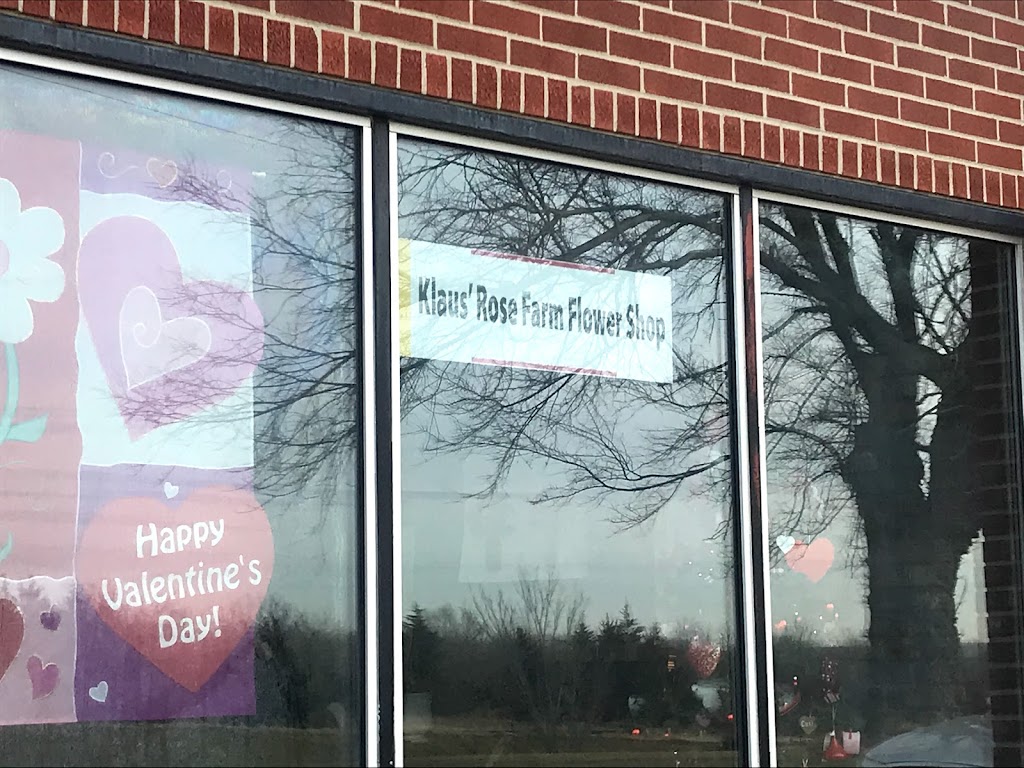 Happy
Valentine's
Day!
Klaus' Rose Farm Flower Shop